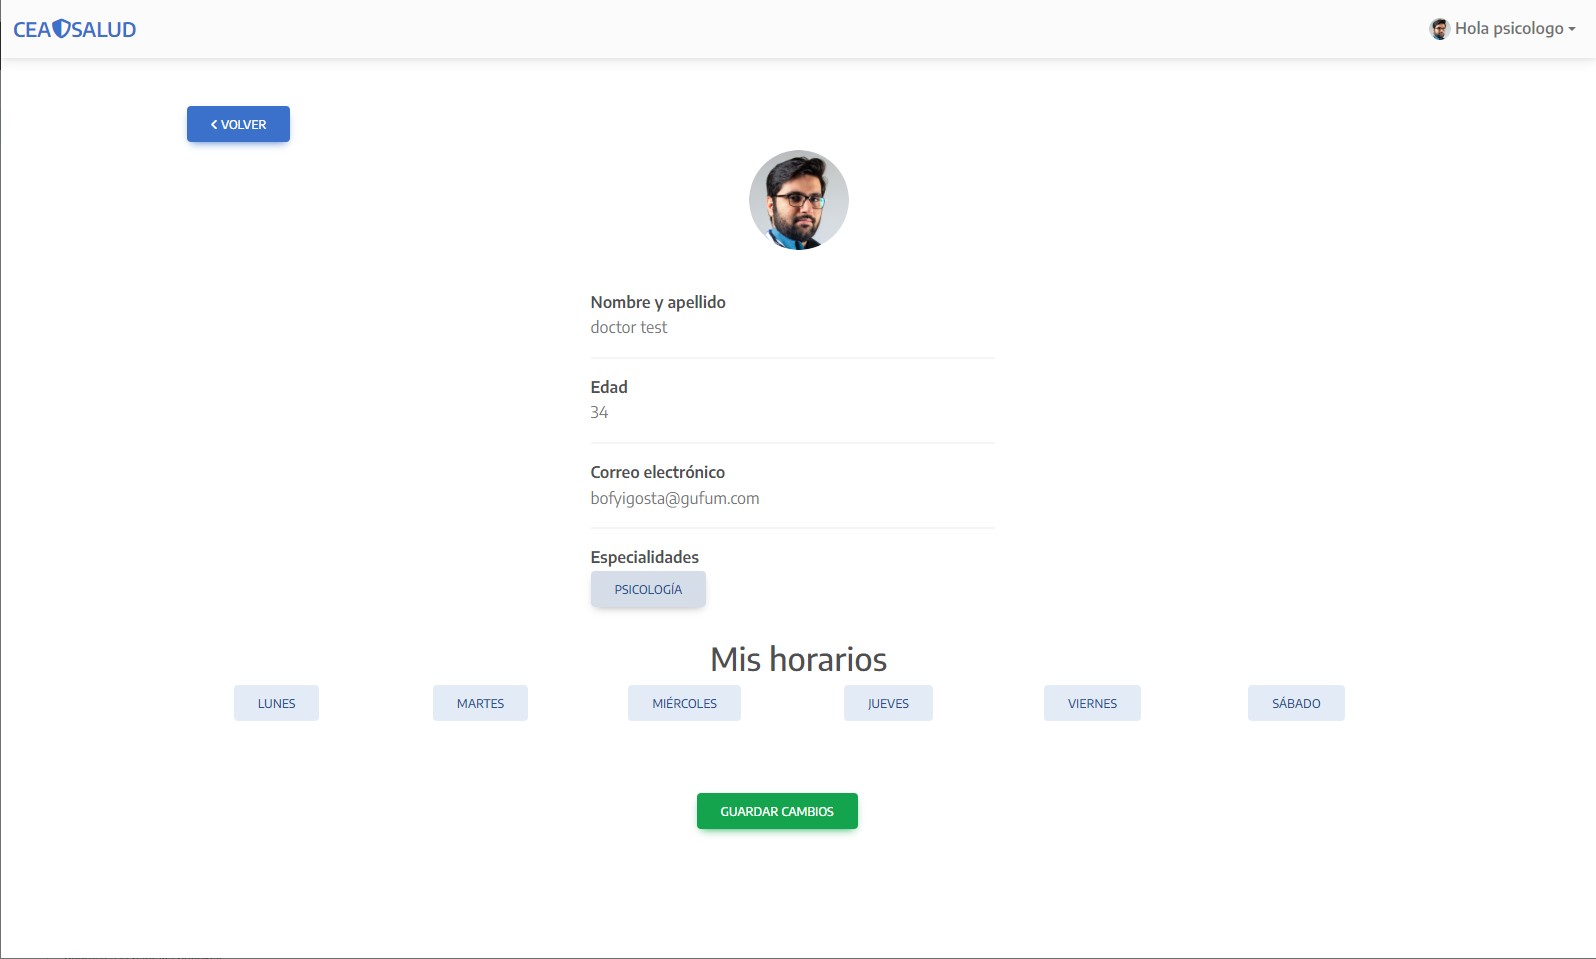 CEA SALUD
Hola psicologo
VOLVER
Nombre y apellido
doctor test
Edad
34
Correo electrónico
bofyigosta@gufum.com
Especialidades
PSICOLOGÍA
Mis horarios
LUNES MARTES MIÉRCOLES JUEVES VIERNES SÁBADO
GUARDAR CAMBIOS